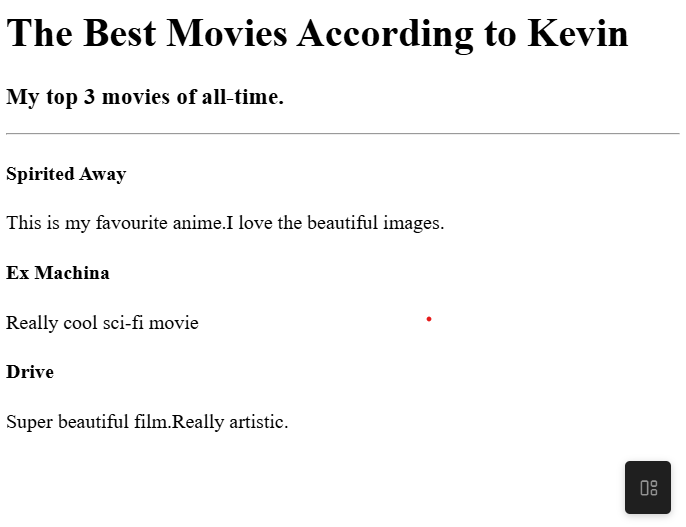 The Best Movies According to Kevin
My top 3 movies of all-time.
Spirited Away
This is my favourite anime.I love the beautiful images.
Ex Machina
Really cool sci-fi movie
Drive
Super beautiful film.Really artistic.